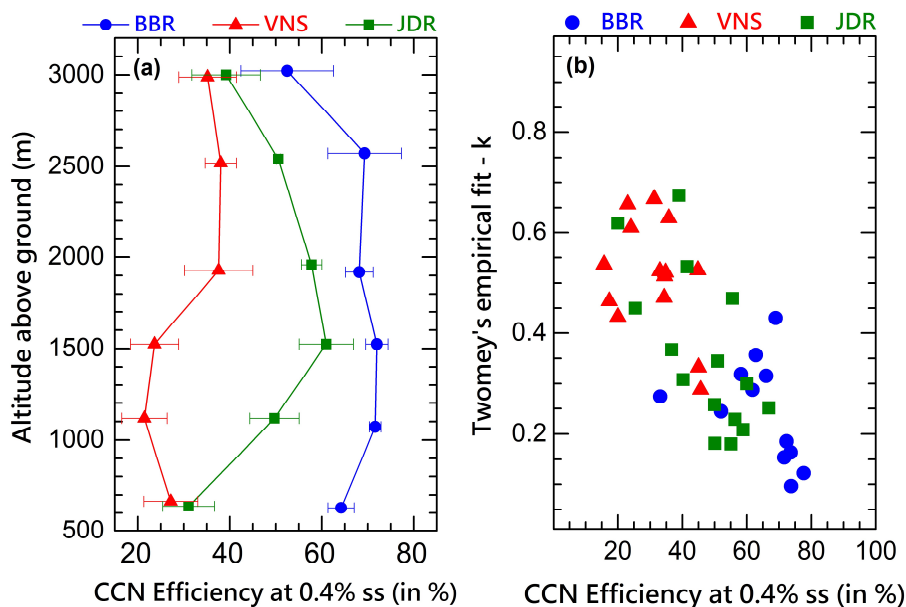 BBR VNS JDR
(a)
3000
2500
2000
1500
1000
500
Altitude above ground (m)
20 40 60 80
CCN Efficiency at 0.4% ss (in %)
BBR VNS JDR
(b)
0.8
0.6
0.4
0.2
Twomey's empirical fit - k
20 40 60 80 100
CCN Efficiency at 0.4% ss (in %)